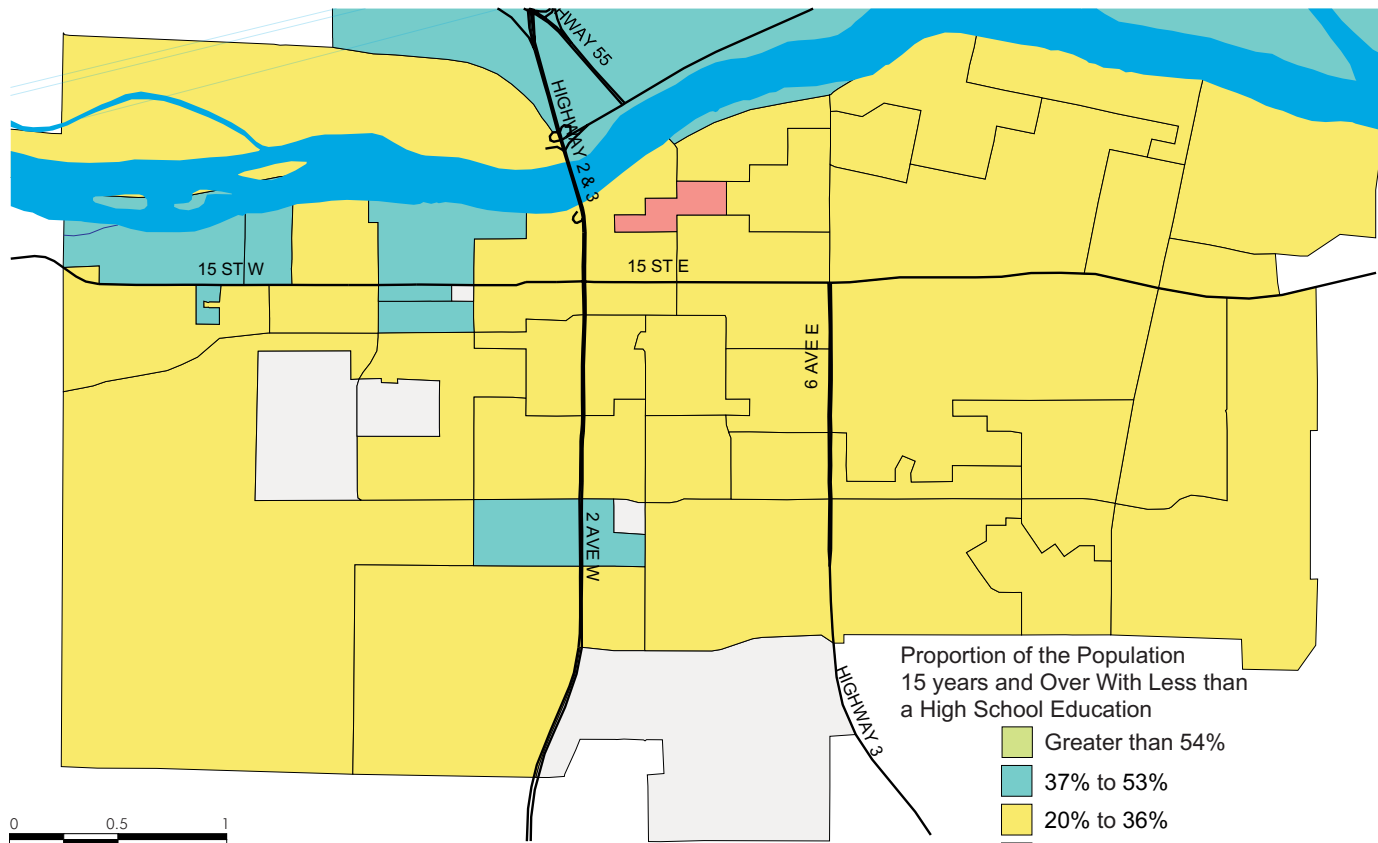 HWAY 55
HIGHWAY 2 & 3
15 ST W
15 ST E
6 AVE E
2 AVE W
HIGHWAY 3
Proportion of the Population
15 years and Over With Less than
a High School Education
Greater than 54%
37% to 53%
20% to 36%
0 0.5 1